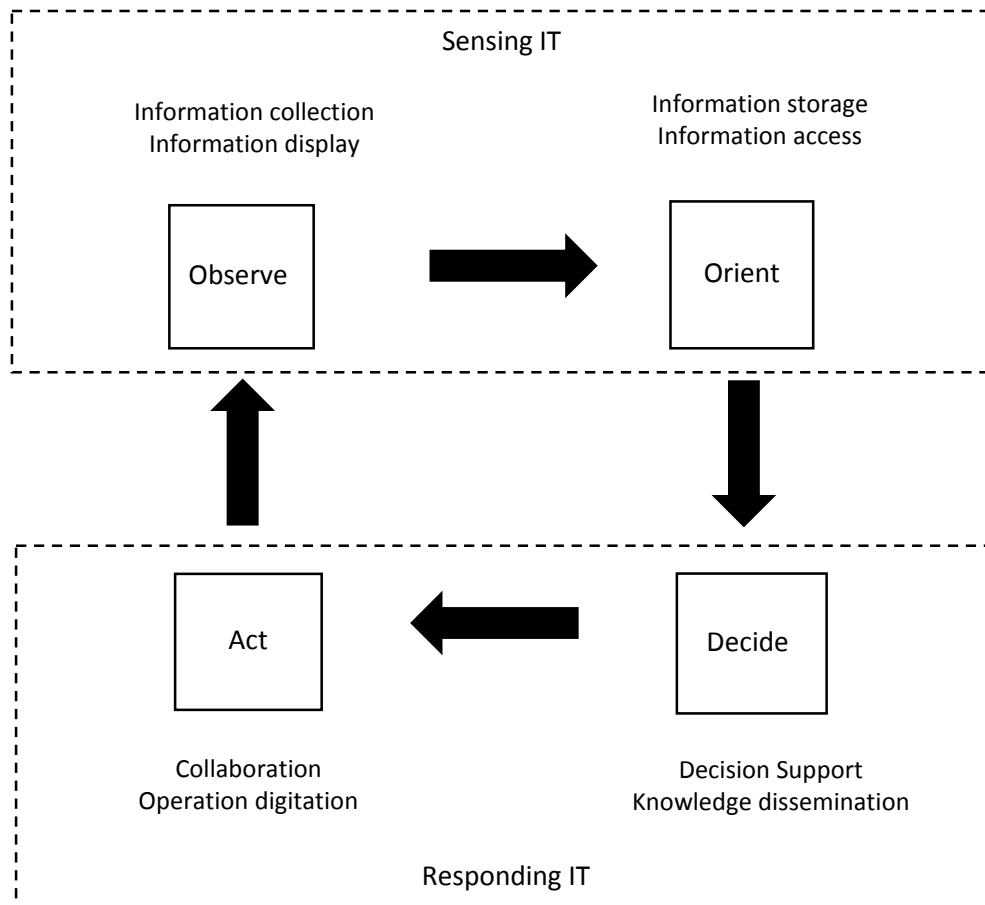 Sensing IT
Information collection
Information display
Information storage
Information access
Observe
Orient
Act
Decide
Collaboration
Operation digitation
Decision Support
Knowledge dissemination
Responding IT